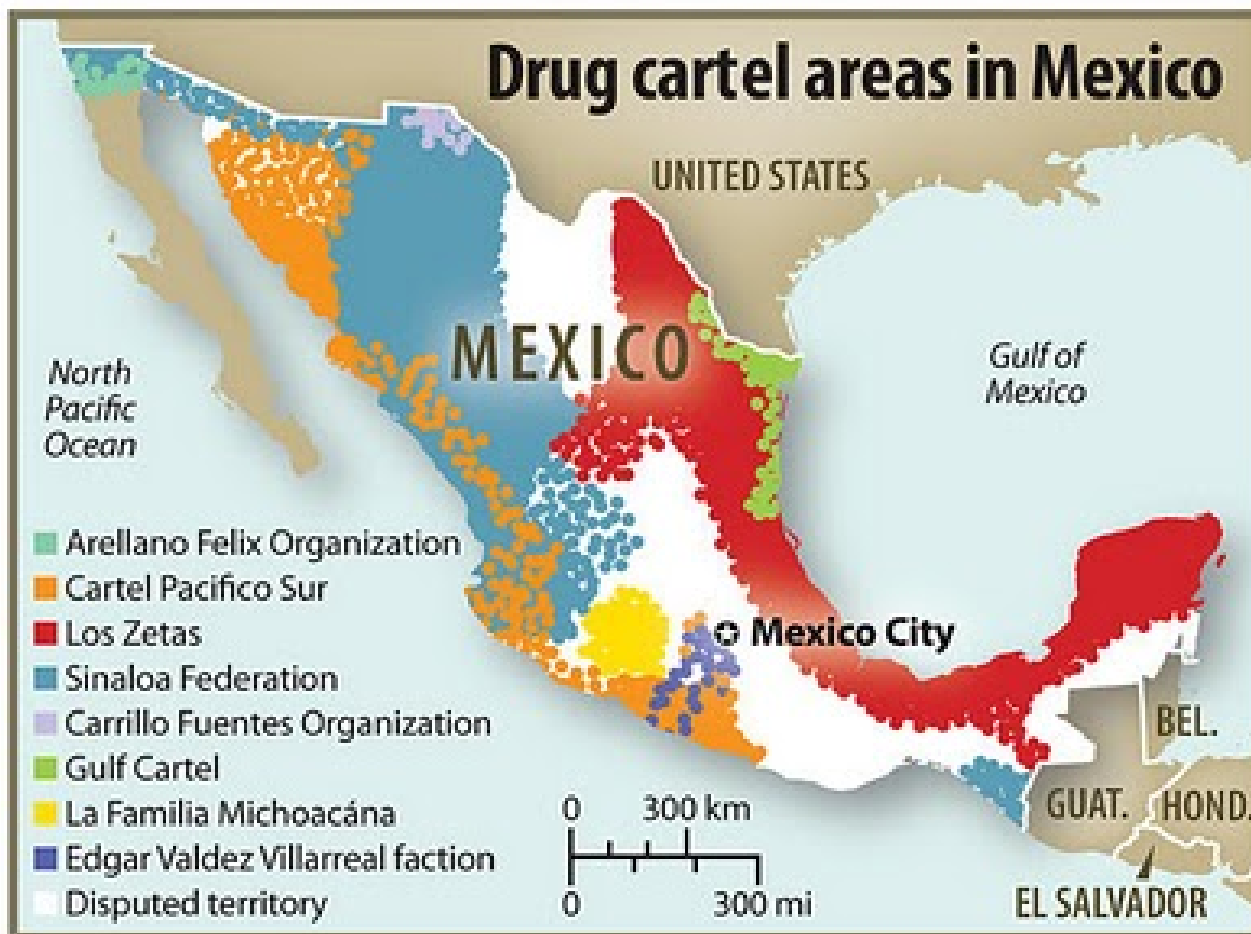 Drug cartel areas in Mexico
UNITED STATES
MEXICO
North
Pacific
Ocean
Gulf of
Mexico
Arellano Felix Organization
Cartel Pacifico Sur
Los Zetas
Sinaloa Federation
Carrillo Fuentes Organization
Gulf Cartel
La Familia Michoacána
Edgar Valdez Villarreal faction
Disputed territory
Mexico City
0 300 km
0 300 mi
BEL.
GUAT. HOND.
EL SALVADOR